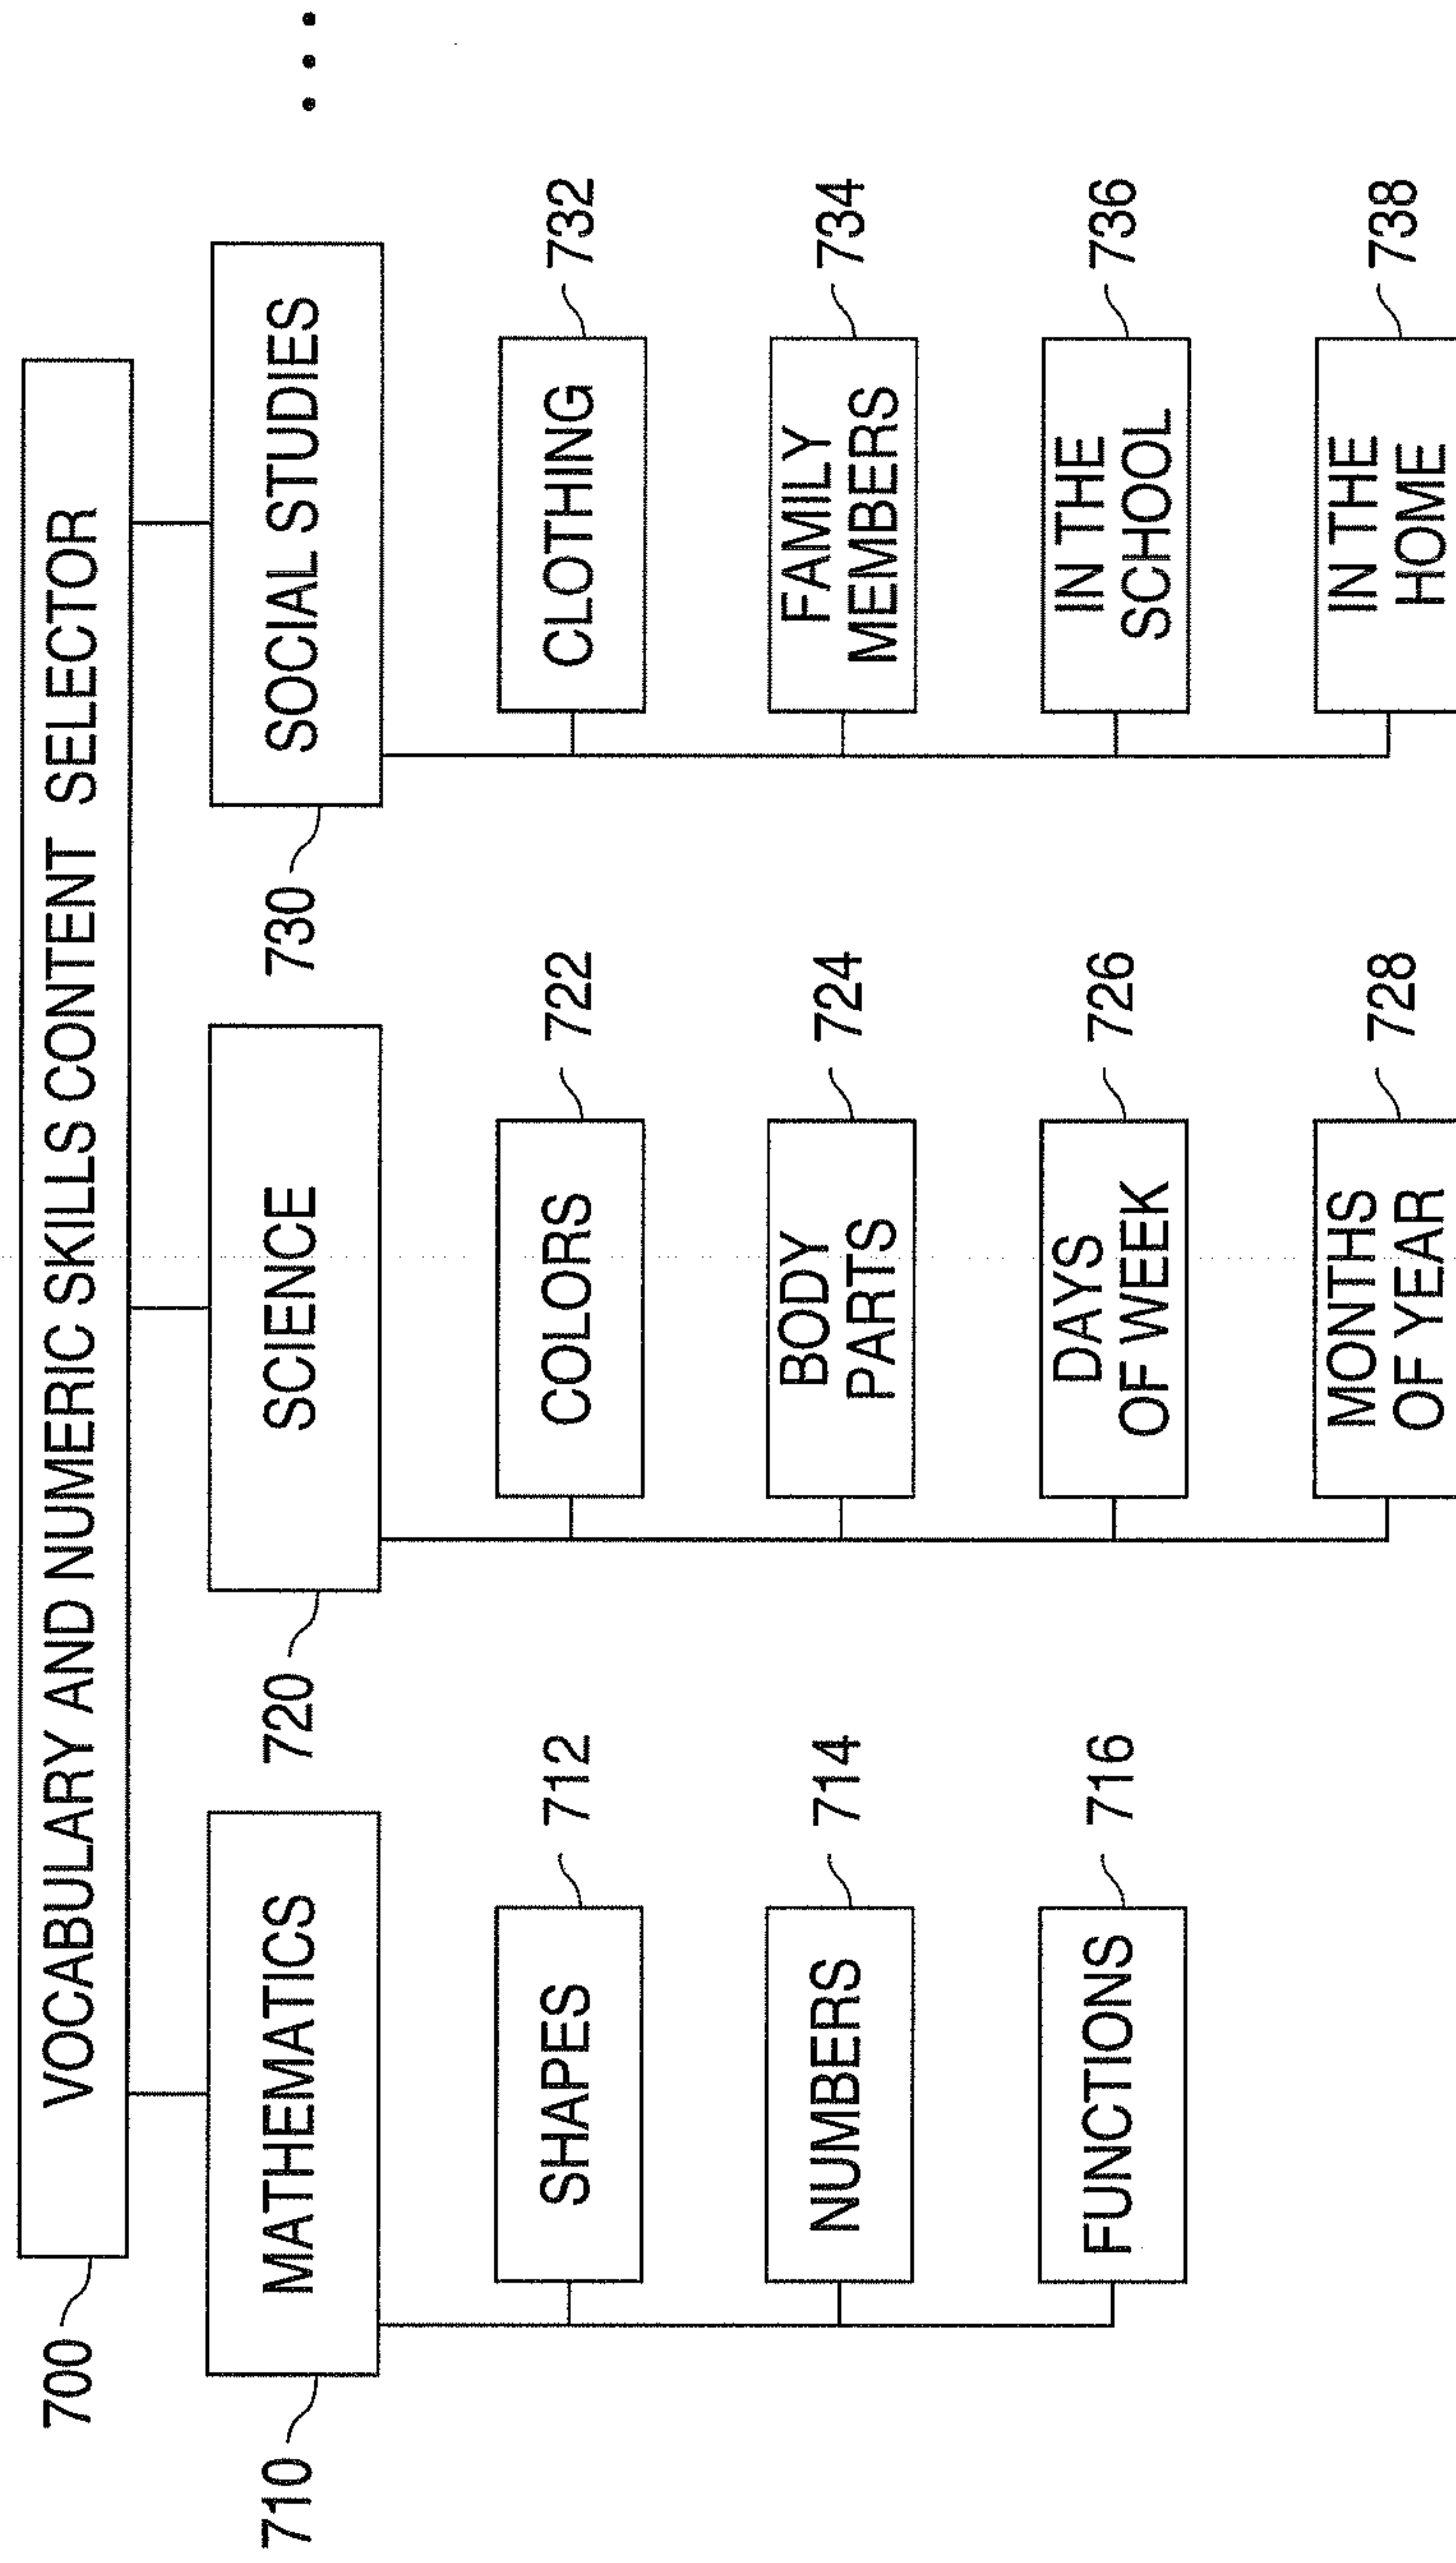 700
VOCABULARY AND NUMERIC SKILLS CONTENT SELECTOR
710
MATHEMATICS
720
SCIENCE
730
SOCIAL STUDIES
• • •
SHAPES
712
COLORS
722
CLOTHING
732
NUMBERS
714
BODY
PARTS
724
FAMILY
MEMBERS
734
FUNCTIONS
716
DAYS
OF WEEK
726
IN THE
SCHOOL
736
MONTHS
OF YEAR
728
IN THE
HOME
738